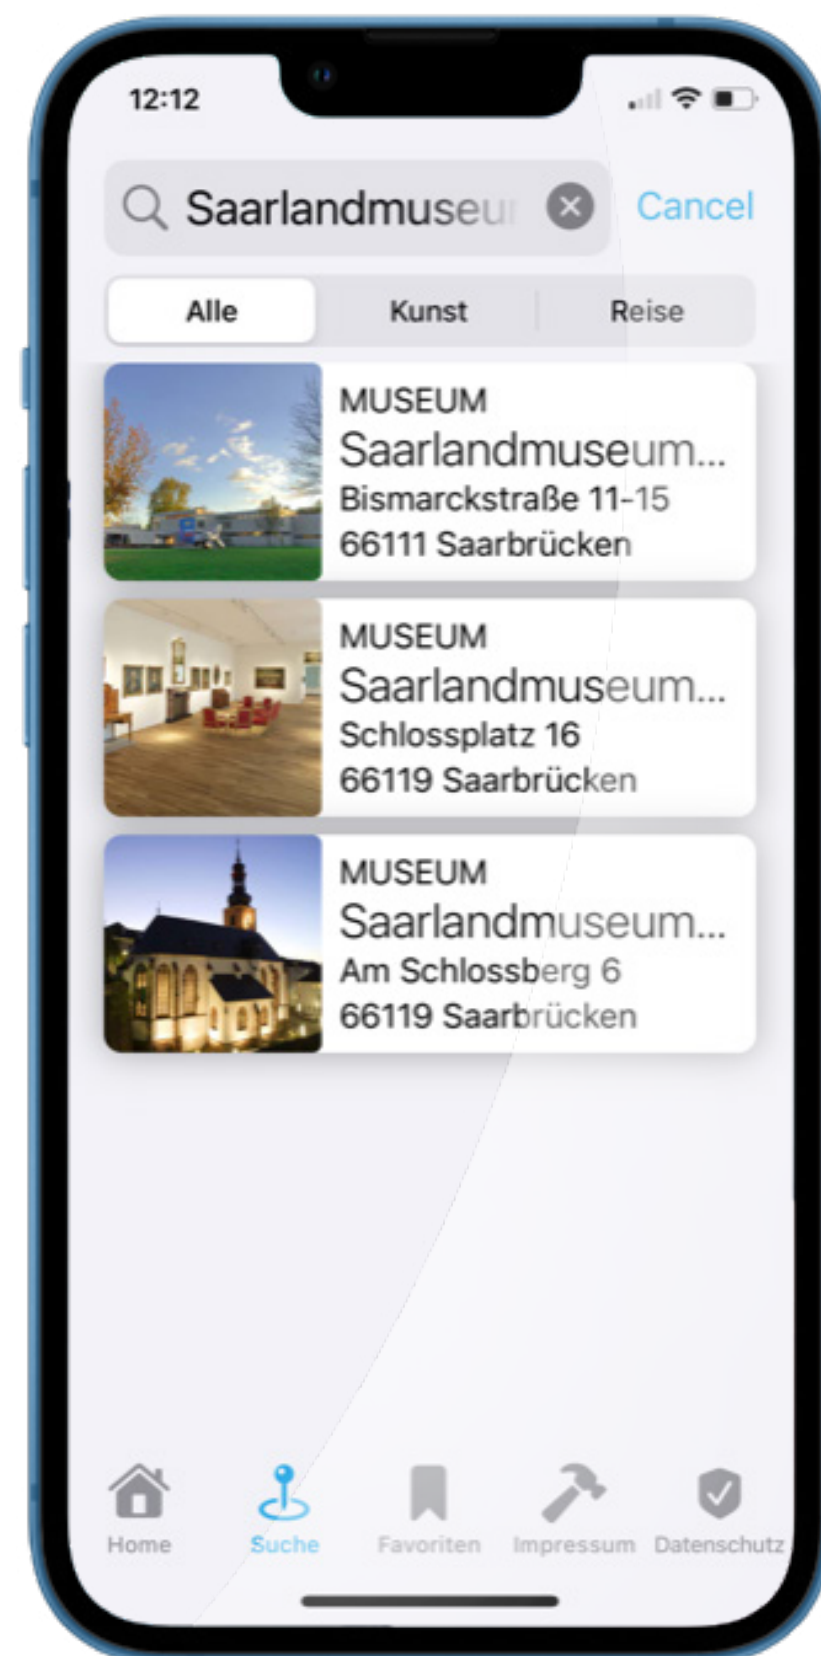 12:12
Saarlandmuseu
Cancel
Alle
Kunst
Reise
MUSEUM
Saarlandmuseum...
Bismarckstraße 11-15
66111 Saarbrücken
MUSEUM
Saarlandmuseum...
Schlossplatz 16
66119 Saarbrücken
MUSEUM
Saarlandmuseum...
Am Schlossberg 6
66119 Saarbrücken
Home
Suche
Favoriten
Impressum
Datenschutz